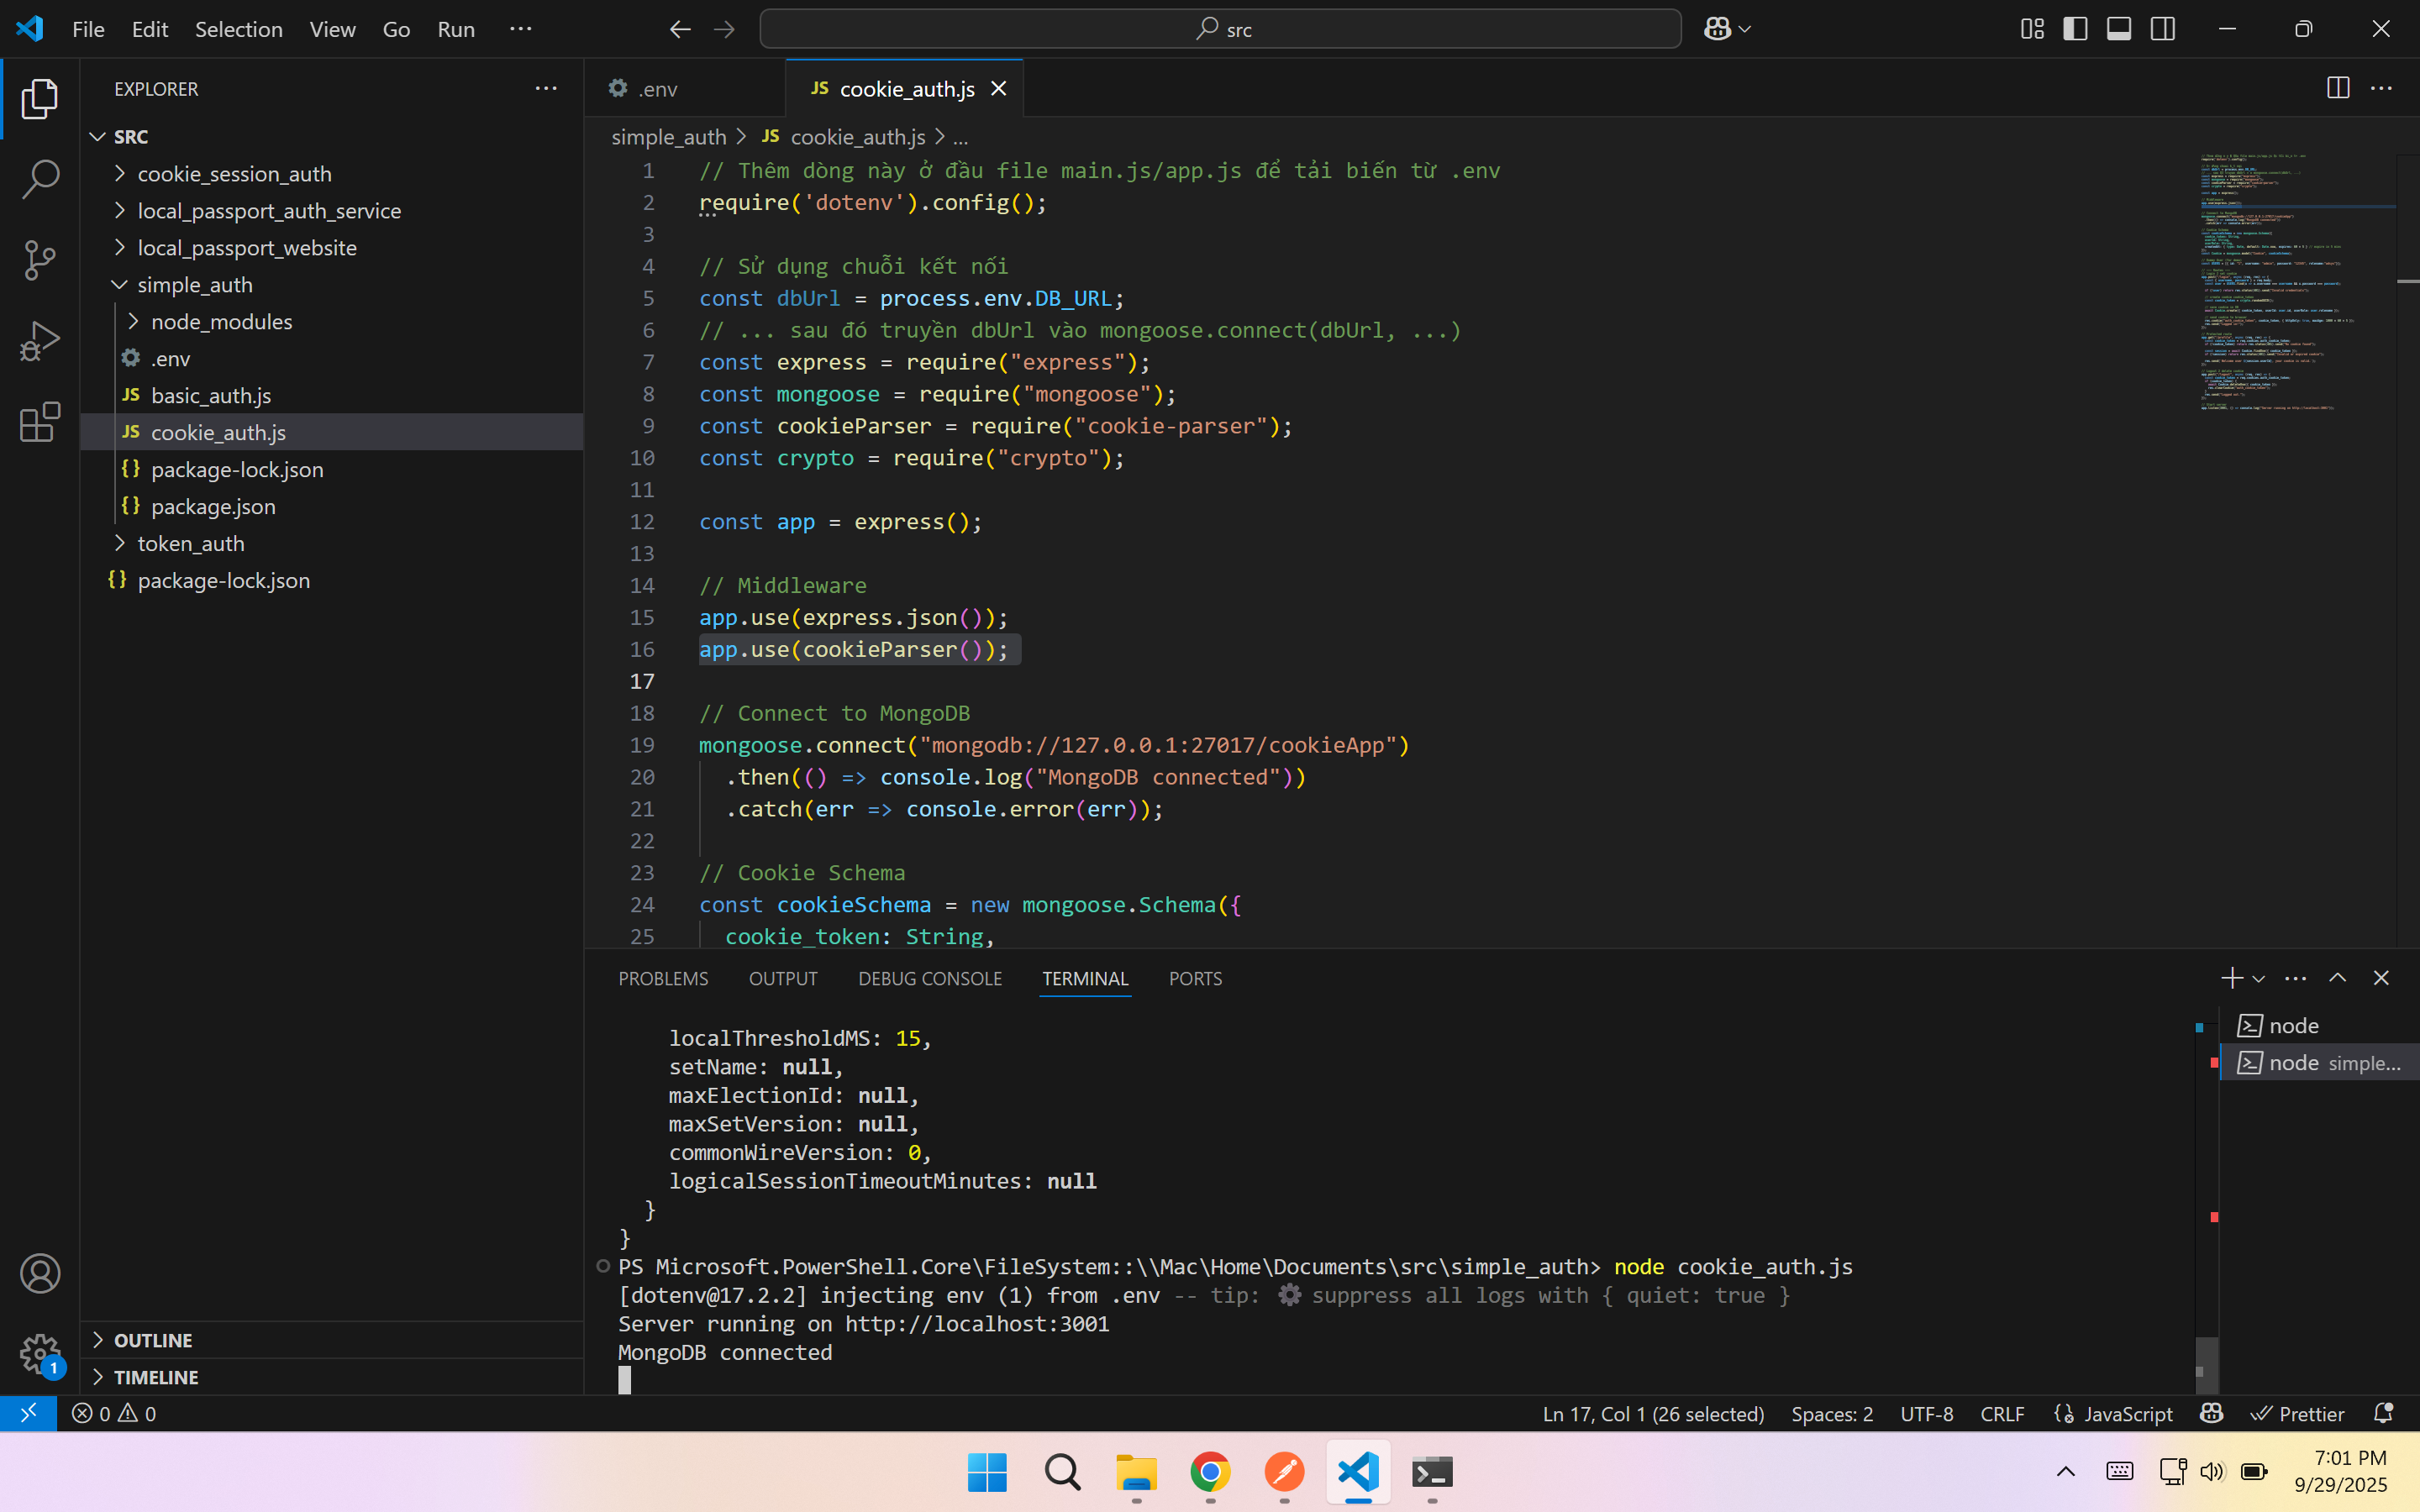 File Edit Selection View Go Run ...
src
EXPLORER
SRC
cookie_session_auth
local_passport_auth_service
local_passport_website
simple_auth
node_modules
.env
JS basic_auth.js
JS cookie_auth.js
{} package-lock.json
{} package.json
token_auth
{} package-lock.json
OUTLINE
TIMELINE
.env
JS cookie_auth.js
simple_auth > JS cookie_auth.js > ...
1 // Thêm dòng này ở đầu file main.js/app.js để tải biến từ .env
2 require('dotenv').config();
3
4 // Sử dụng chuỗi kết nối
5 const dbUrl = process.env.DB_URL;
6 // ... sau đó truyền dbUrl vào mongoose.connect(dbUrl, ...)
7 const express = require("express");
8 const mongoose = require("mongoose");
9 const cookieParser = require("cookie-parser");
10 const crypto = require("crypto");
11
12 const app = express();
13
14 // Middleware
15 app.use(express.json());
16 app.use(cookieParser());
17
18 // Connect to MongoDB
19 mongoose.connect("mongodb://127.0.0.1:27017/cookieApp")
20 .then(() => console.log("MongoDB connected"))
21 .catch(err => console.error(err));
22
23 // Cookie Schema
24 const cookieSchema = new mongoose.Schema({
25 cookie_token: String,
PROBLEMS OUTPUT DEBUG CONSOLE TERMINAL PORTS
localThresholdMS: 15,
setName: null,
maxElectionId: null,
maxSetVersion: null,
commonWireVersion: 0,
logicalSessionTimeoutMinutes: null
}
}
PS Microsoft.PowerShell.Core\FileSystem::\\Mac\Home\Documents\src\simple_auth> node cookie_auth.js
[dotenv@17.2.2] injecting env (1) from .env -- tip: ⚙️ suppress all logs with { quiet: true }
Server running on http://localhost:3001
MongoDB connected
node
node simple...
1
0 0
Ln 17, Col 1 (26 selected) Spaces: 2 UTF-8 CRLF JavaScript Prettier
7:01 PM
9/29/2025